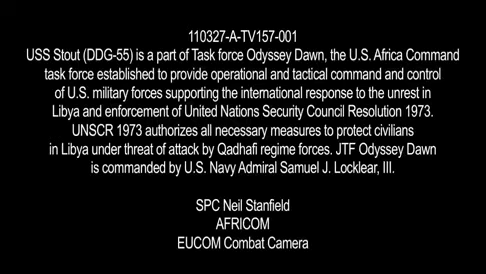 110327-A-TV157-001
USS Stout (DDG-55) is a part of Task force Odyssey Dawn, the U.S. Africa Command
task force established to provide operational and tactical command and control
of U.S. military forces supporting the international response to the unrest in
Libya and enforcement of United Nations Security Council Resolution 1973.
UNSCR 1973 authorizes all necessary measures to protect civilians
in Libya under threat of attack by Qadhafi regime forces. JTF Odyssey Dawn
is commanded by U.S. Navy Admiral Samuel J. Locklear, III.
SPC Neil Stanfield
AFRICOM
EUCOM Combat Camera